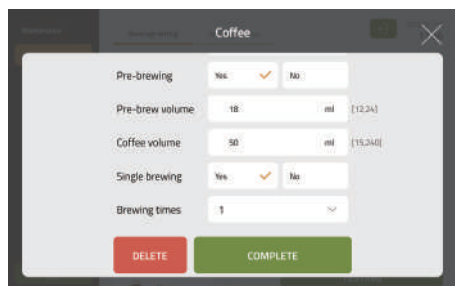 Coffee
Pre-brewing Yes No
Pre-brew volume 18 ml [12,24]
Coffee volume 50 ml [15,240]
Single brewing Yes No
Brewing times 1
DELETE COMPLETE